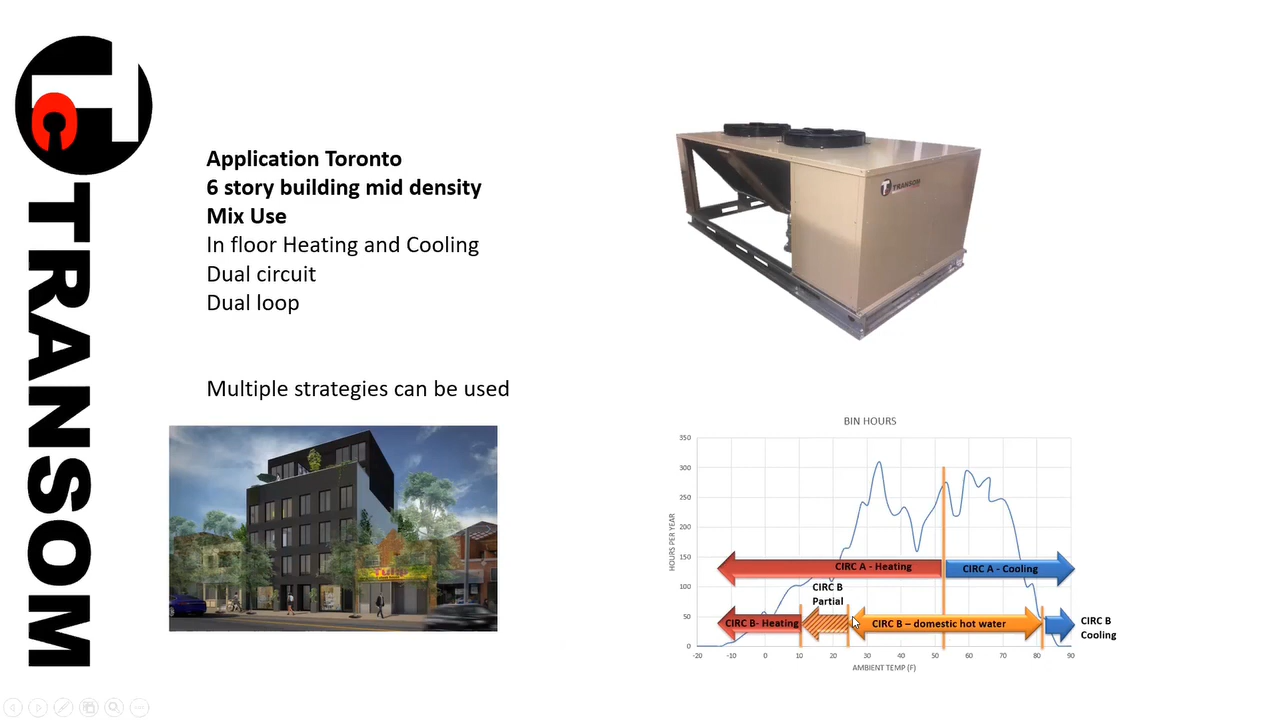 TRANSOM
Application Toronto
6 story building mid density
Mix Use
In floor Heating and Cooling
Dual circuit
Dual loop
Multiple strategies can be used
TRANSOM
BIN HOURS
HOURS PER YEAR
350
300
250
200
150
100
50
0
CIRC A - Heating
CIRC A - Cooling
CIRC B
Partial
CIRC B- Heating
CIRC B – domestic hot water
CIRC B
Cooling
-20 -10 0 10 20 30 40 50 60 70 80 90
AMBIENT TEMP (F)